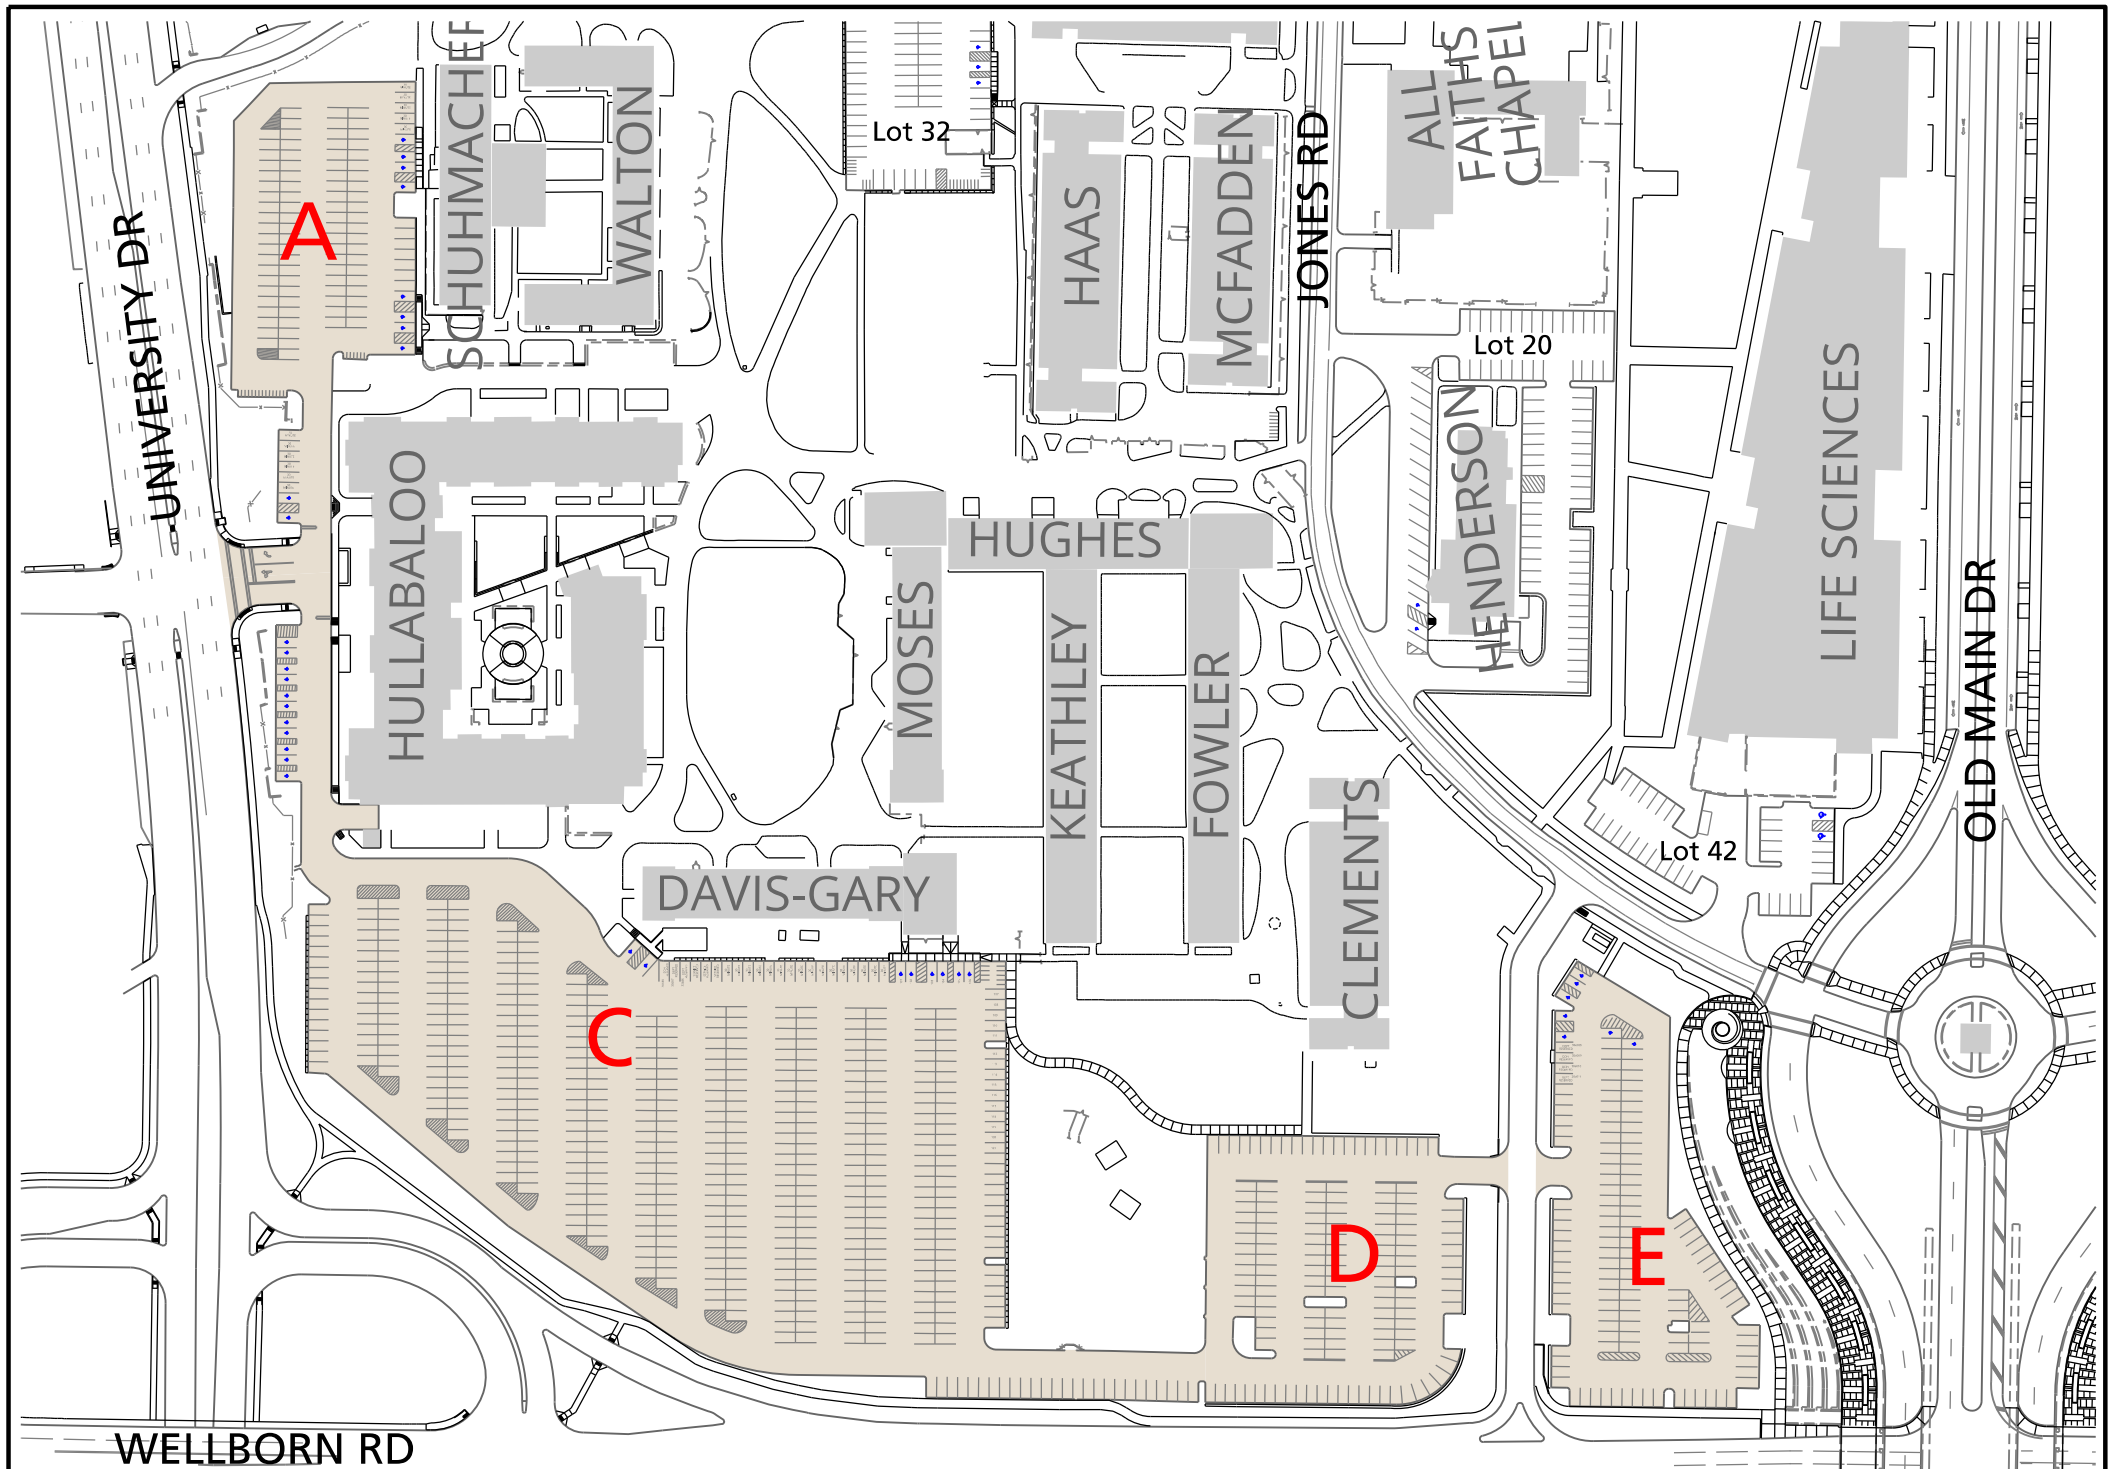 SCHUHMACHER
WALTON
Lot 32
HAAS
MCFADDEN
JONES RD
ALL
FAITHS
CHAPEL
A
UNIVERSITY DR
Lot 20
HENDERSON
LIFE SCIENCES
OLD MAIN DR
HULLABALOO
HUGHES
MOSES
KEATHLEY
FOWLER
CLEMENTS
Lot 42
DAVIS-GARY
C
D
E
WELLBORN RD